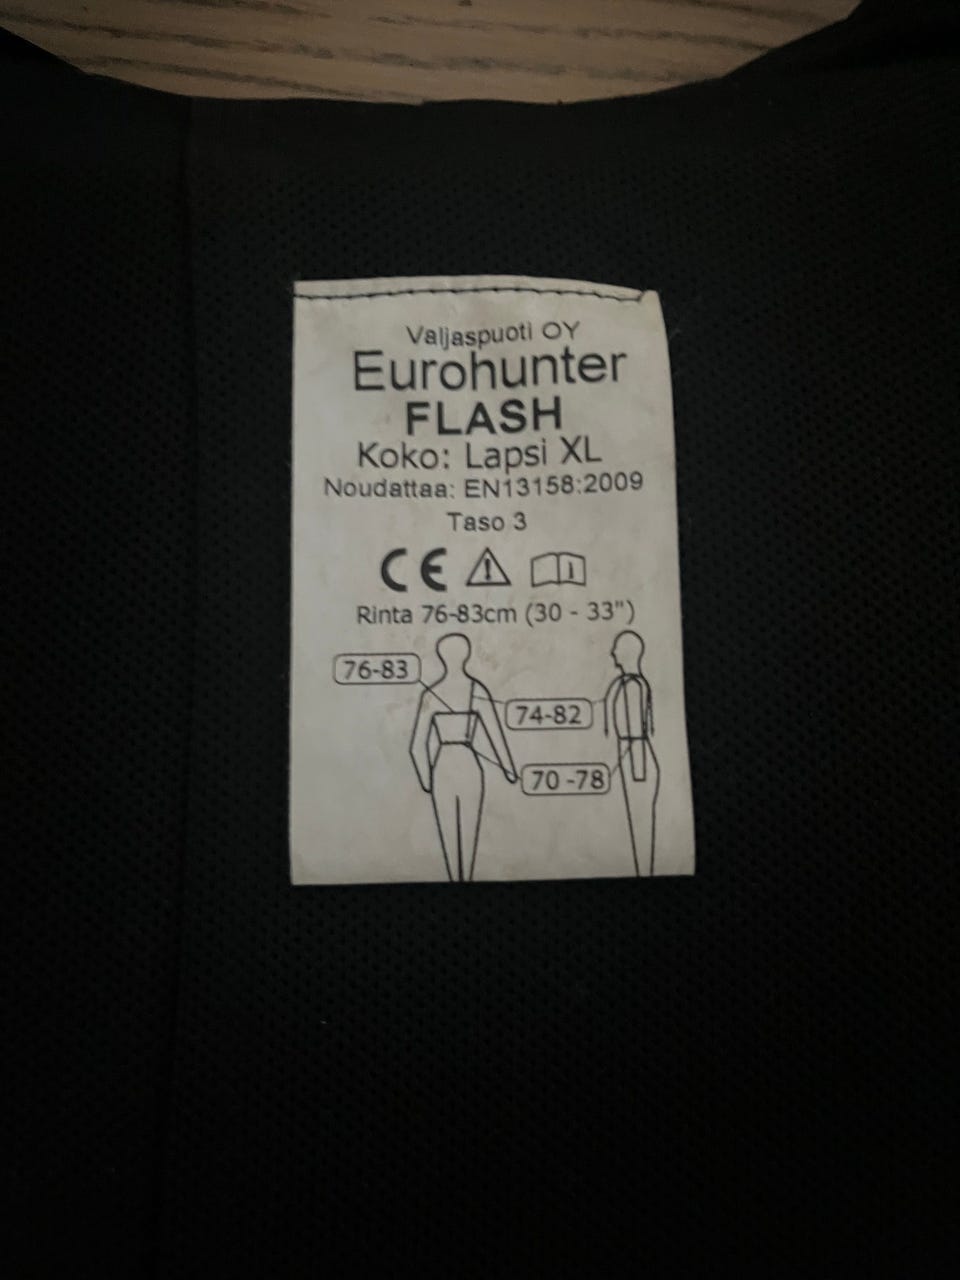 Valjaspuoti OY
Eurohunter
FLASH
Koko: Lapsi XL
Noudattaa: EN13158:2009
Taso 3
CE
Rinta 76-83cm (30 - 33")
76-83
74-82
70 -78